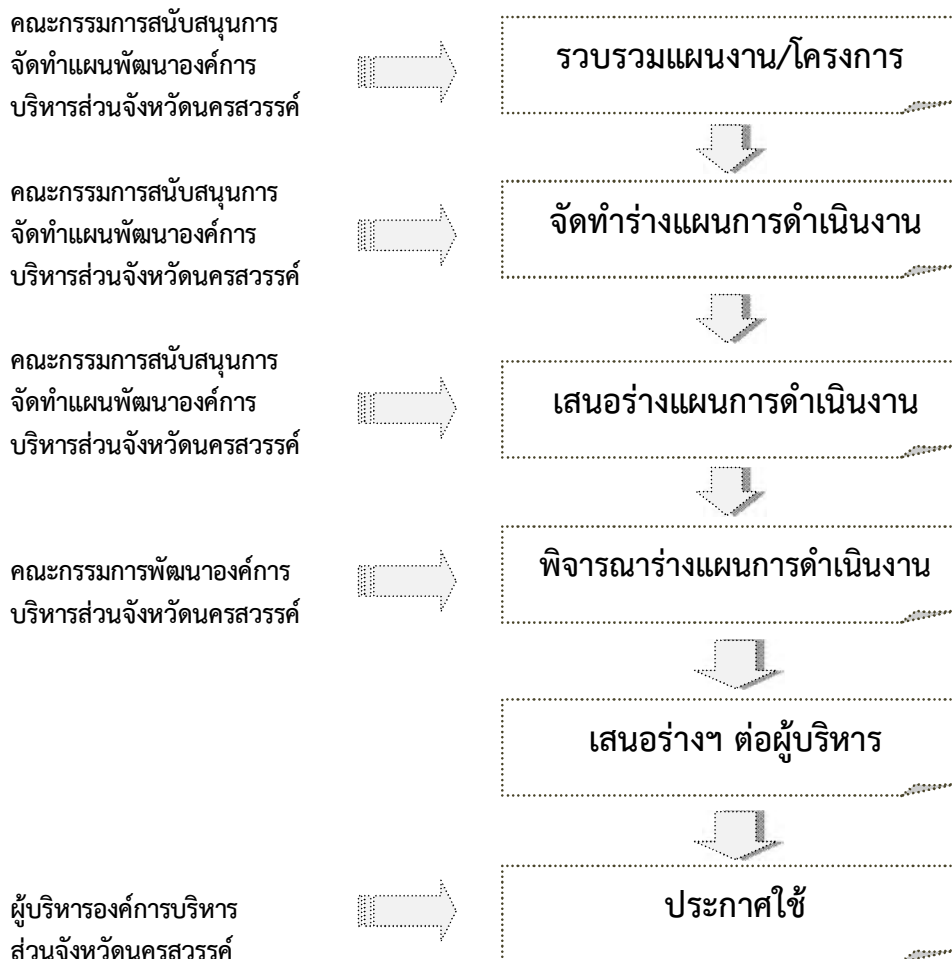 คณะกรรมการสนับสนุนการ
จัดทำแผนพัฒนาองค์การ
บริหารส่วนจังหวัดนครสวรรค์
รวบรวมแผนงาน/โครงการ
คณะกรรมการสนับสนุนการ
จัดทำแผนพัฒนาองค์การ
บริหารส่วนจังหวัดนครสวรรค์
จัดทำร่างแผนการดำเนินงาน
คณะกรรมการสนับสนุนการ
จัดทำแผนพัฒนาองค์การ
บริหารส่วนจังหวัดนครสวรรค์
เสนอร่างแผนการดำเนินงาน
คณะกรรมการพัฒนาองค์การ
บริหารส่วนจังหวัดนครสวรรค์
พิจารณาร่างแผนการดำเนินงาน
เสนอร่างฯ ต่อผู้บริหาร
ผู้บริหารองค์การบริหาร
ส่วนจังหวัดนครสวรรค์
ประกาศใช้